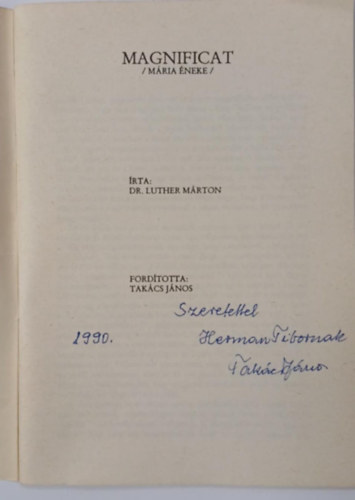 MAGNIFICAT
/ MÁRIA ÉNEKE /
ÍRTA:
DR. LUTHER MÁRTON
FORDÍTOTTA:
TAKÁCS JÁNOS
Szeretettel
1990. Herman Tibornak
Takács János